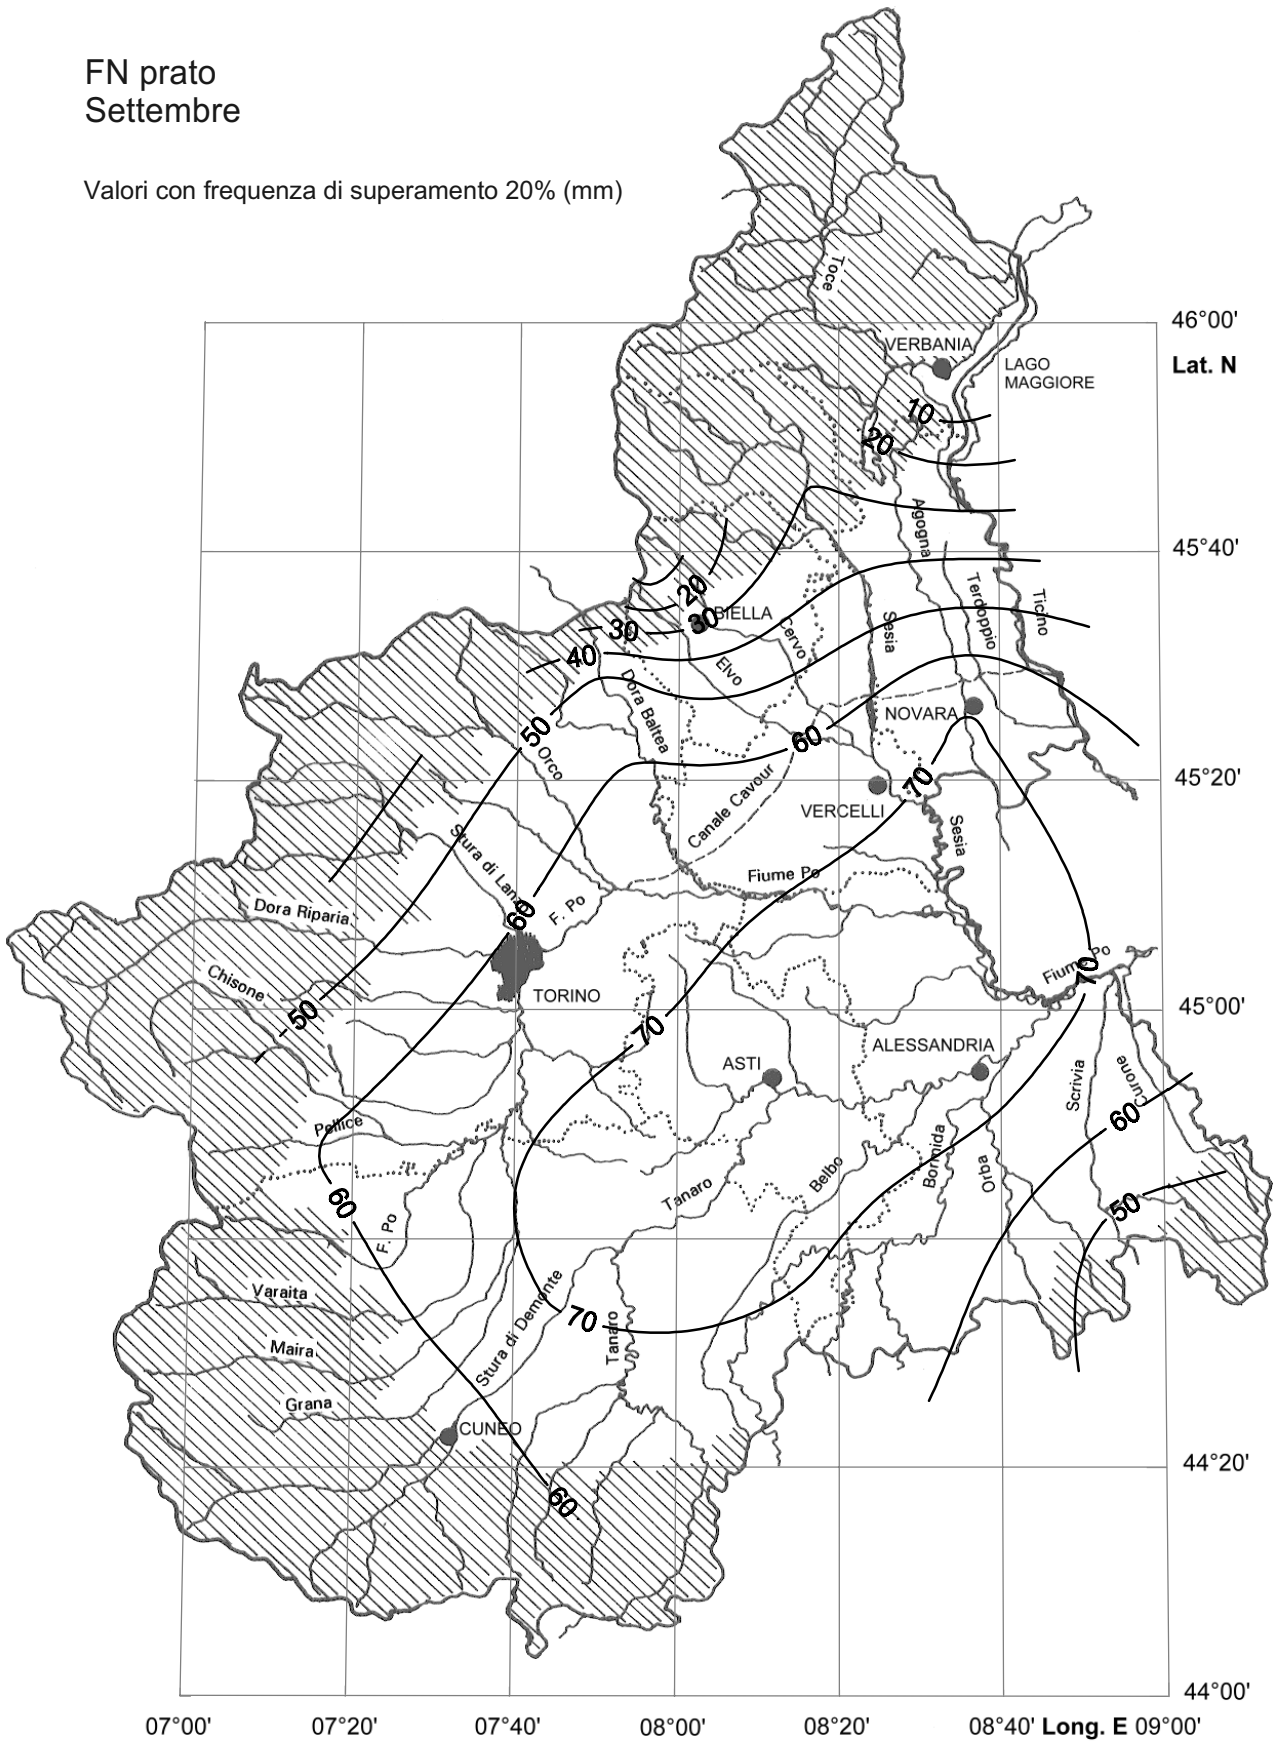 FN prato
Settembre
Valori con frequenza di superamento 20% (mm)
Toce
46°00'
VERBANIA
Lat. N
LAGO
MAGGIORE
10
20
Agogna
45°40'
20
Terdoppio
Ticino
BIELLA
30
30
Sesia
Cervo
40
Elvo
Dora Baltea
NOVARA
50
60
Orco
70
45°20'
VERCELLI
Canale Cavour
Sesia
Stura di Lanzo
Fiume Po
60
F. Po
Dora Riparia
Fiume Po
70
Chisone
TORINO
50
70
45°00'
ALESSANDRIA
ASTI
Scrivia
Curone
60
Pellice
Bormida
Orba
Belbo
Tanaro
60
50
F. Po
Varaita
Stura di Demonte
70
Tanaro
Maira
Grana
CUNEO
44°20'
60
44°00'
07°00' 07°20' 07°40' 08°00' 08°20' 08°40' Long. E 09°00'